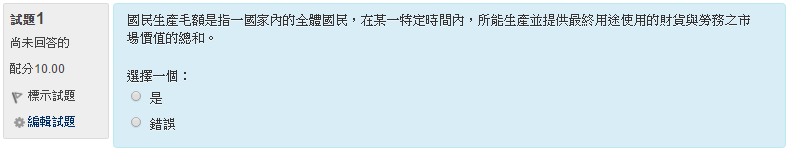 試題1
尚未回答的
配分10.00
標示試題
編輯試題
國民生產毛額是指一國家內的全體國民，在某一特定時間內，所能生產並提供最終用途使用的財貨與勞務之市
場價值的總和。
選擇一個：
是
錯誤